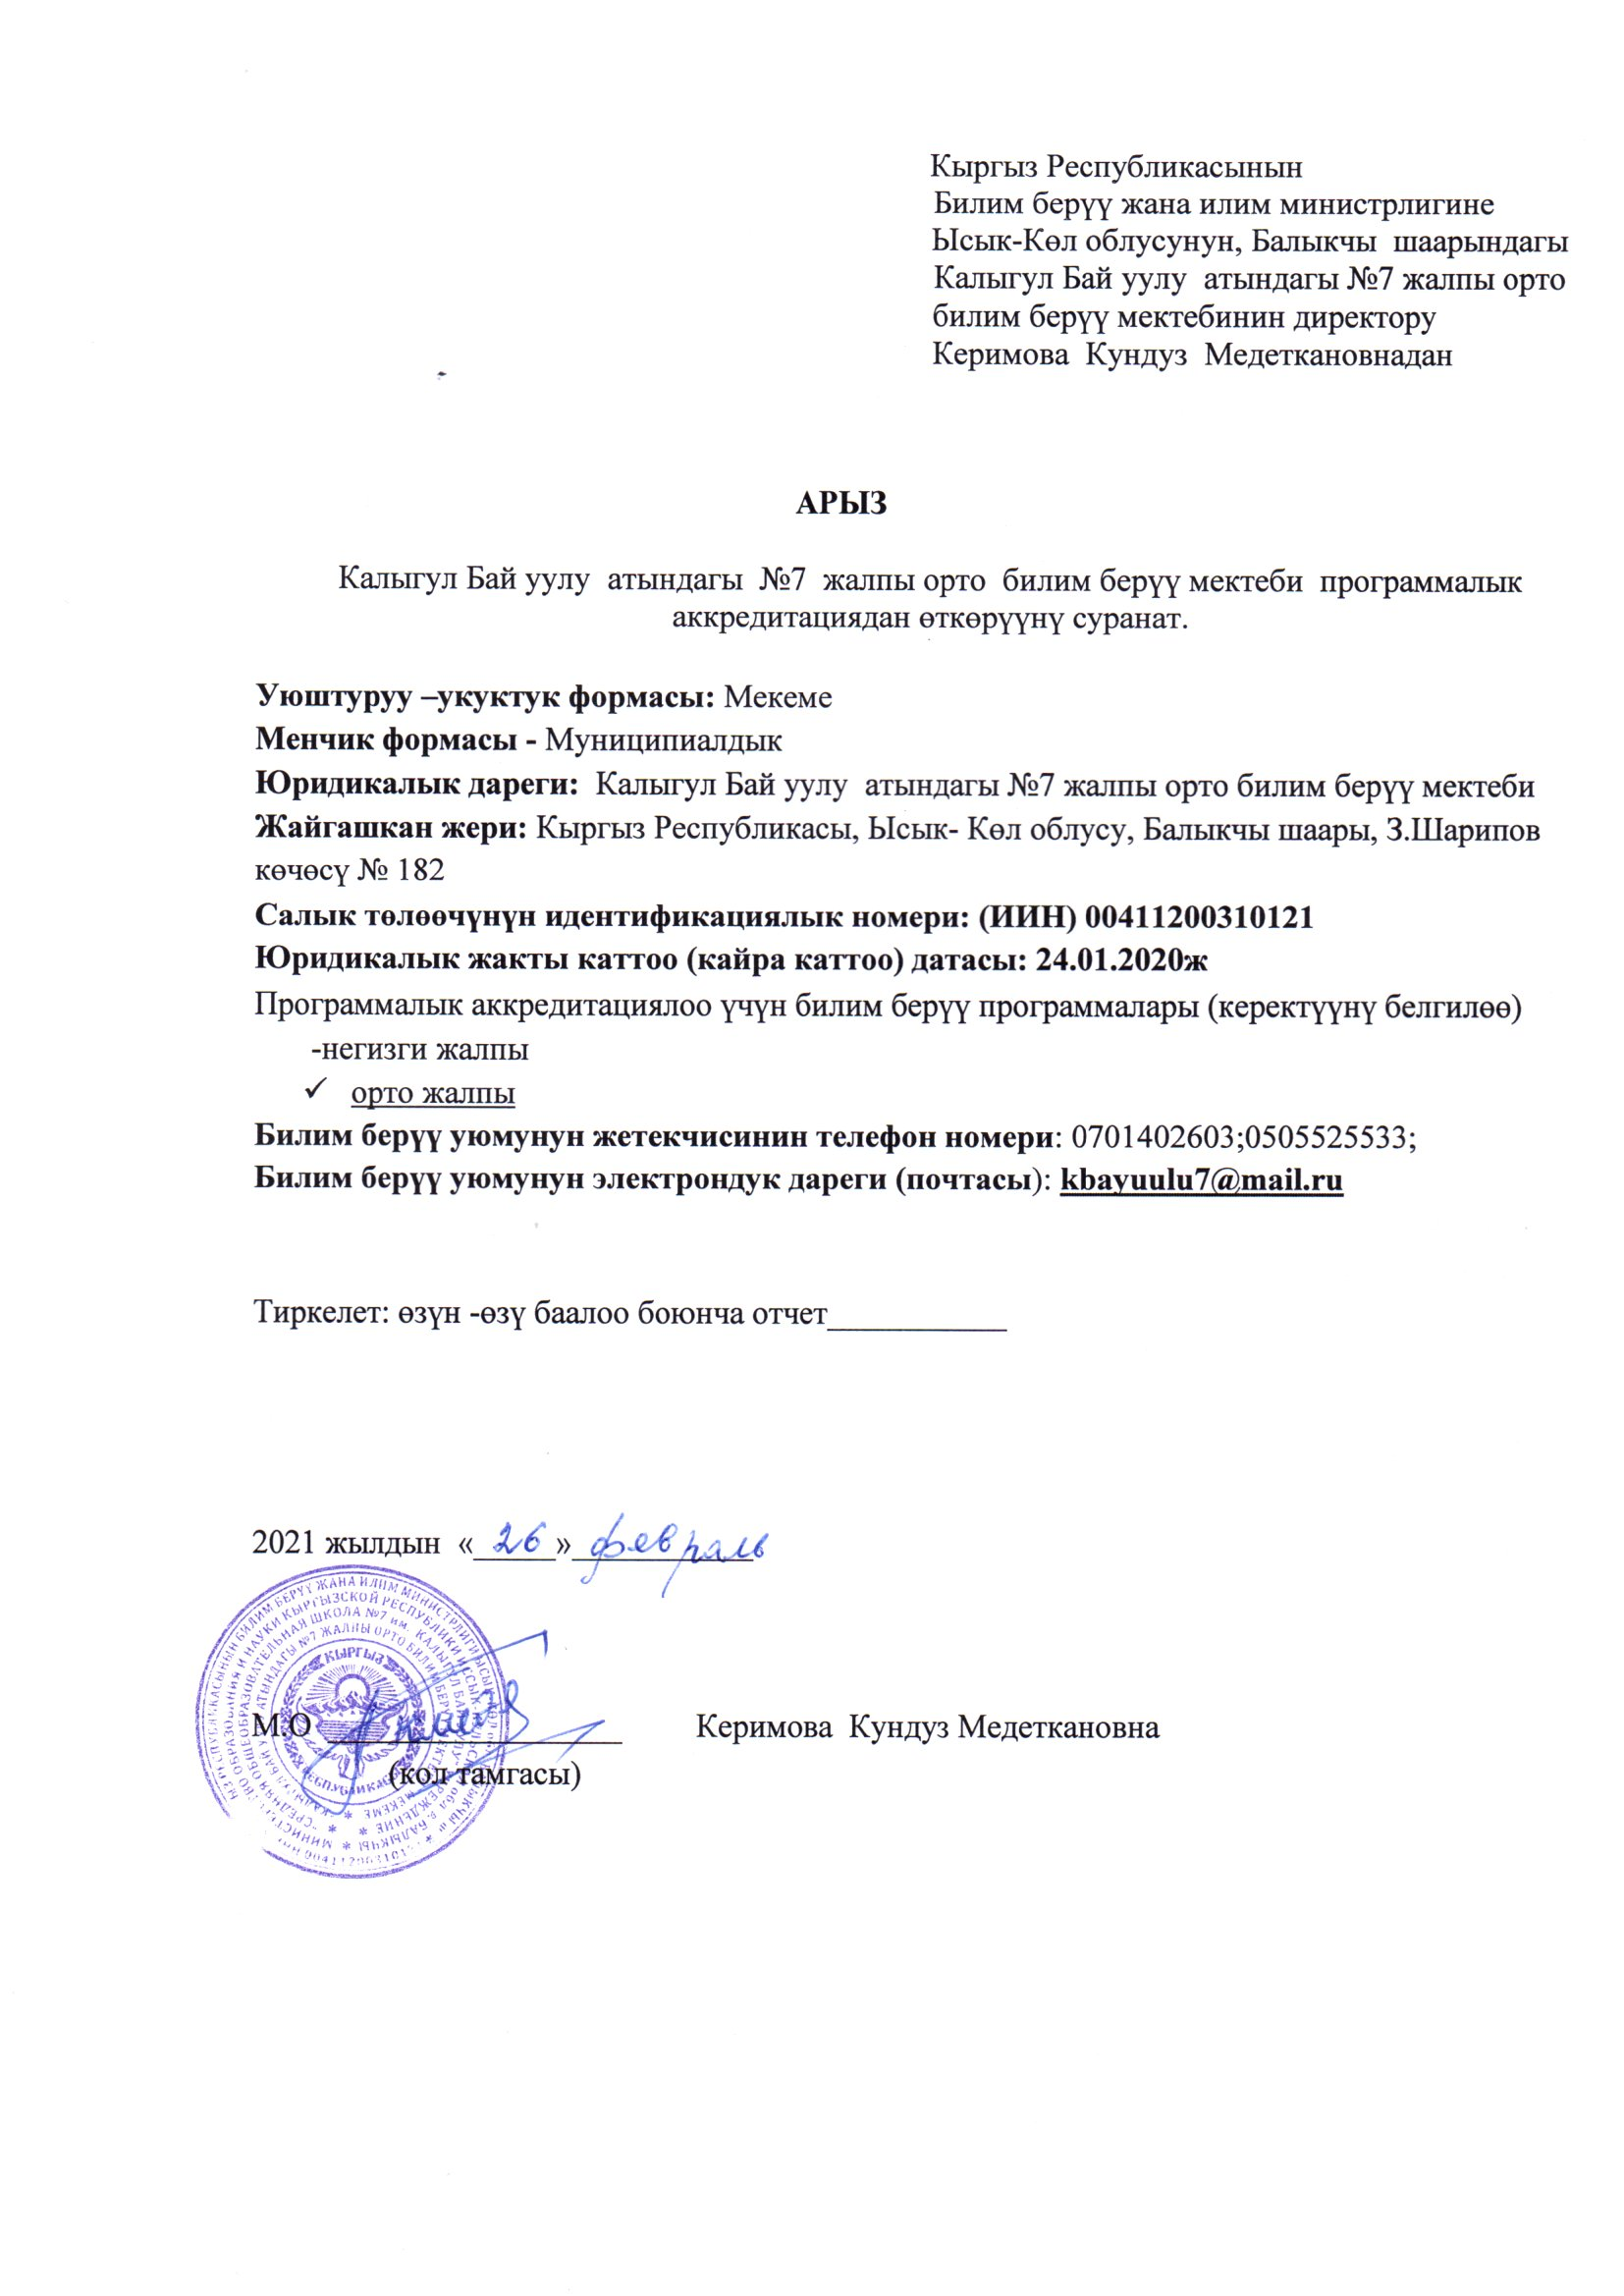 Кыргыз Республикасынын
Билим берүү жана илим министрлигине
Ысык-Көл облусунун, Балыкчы шаарындагы
Калыгул Бай уулу атындагы №7 жалпы орто
билим берүү мектебинин директору
Керимова Кундуз Медеткановнадан
АРЫЗ
Калыгул Бай уулу атындагы №7 жалпы орто билим берүү мектеби программалык
аккредитациядан өткөрүүнү суранат.
Уюштуруу –укуктук формасы: Мекеме
Менчик формасы - Муниципиалдык
Юридикалык дареги: Калыгул Бай уулу атындагы №7 жалпы орто билим берүү мектеби
Жайгашкан жери: Кыргыз Республикасы, Ысык- Көл облусу, Балыкчы шаары, З.Шарипов
көчөсү № 182
Салык төлөөчүнүн идентификациялык номери: (ИИН) 00411200310121
Юридикалык жакты каттоо (кайра каттоо) датасы: 24.01.2020ж
Программалык аккредитациялоо үчүн билим берүү программалары (керектүүнү белгилөө)
-негизги жалпы
✓ орто жалпы
Билим берүү уюмунун жетекчисинин телефон номери: 0701402603;0505525533;
Билим берүү уюмунун электрондук дареги (почтасы): kbayuulu7@mail.ru
Тиркелет: өзүн -өзү баалоо боюнча отчет___________
2021 жылдын «26» февраль
М.О __________________ Керимова Кундуз Медеткановна
(кол тамгасы)
КЫРГЫЗ
РЕСПУБЛИКАСЫ